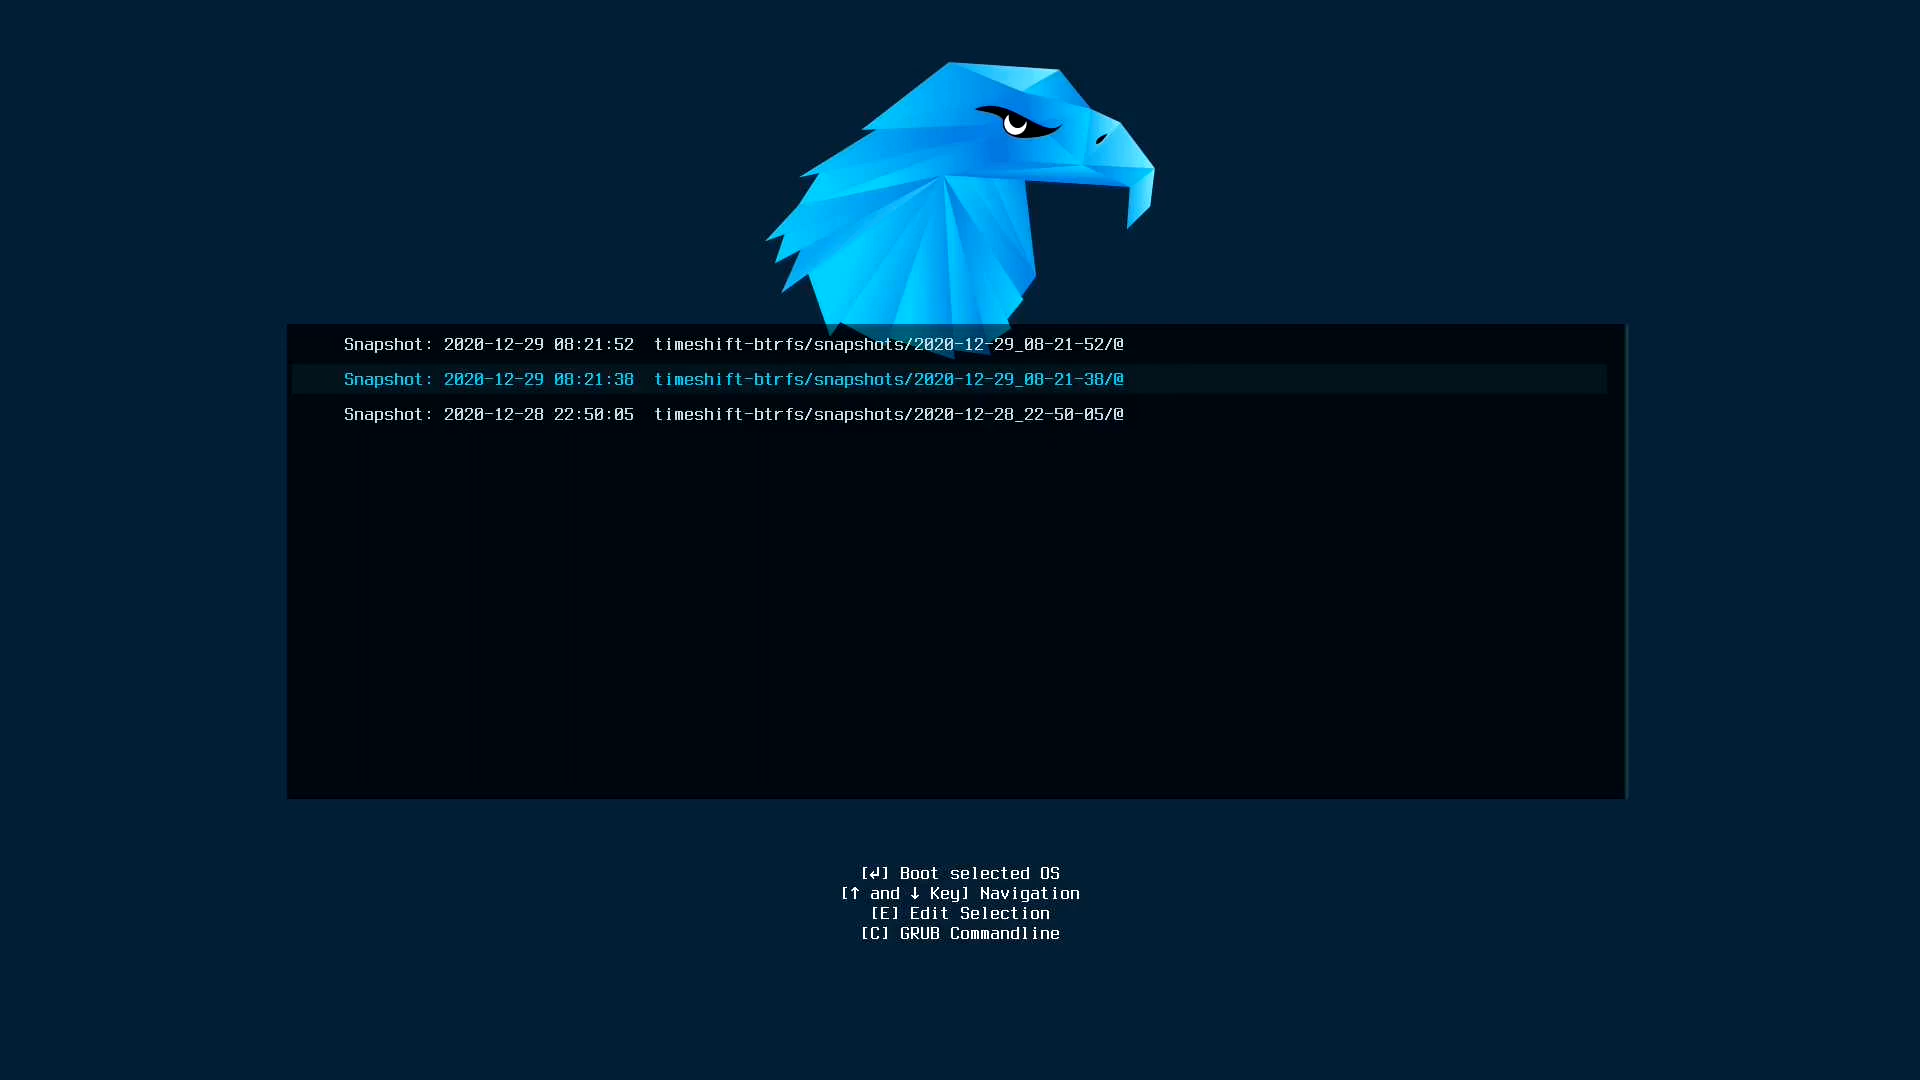 Snapshot: 2020-12-29 08:21:52  timeshift-btrfs/snapshots/2020-12-29_08-21-52/@
Snapshot: 2020-12-29 08:21:38  timeshift-btrfs/snapshots/2020-12-29_08-21-38/@
Snapshot: 2020-12-28 22:50:05  timeshift-btrfs/snapshots/2020-12-28_22-50-05/@
[↲] Boot selected OS
[↑ and ↓ Key] Navigation
[E] Edit Selection
[C] GRUB Commandline